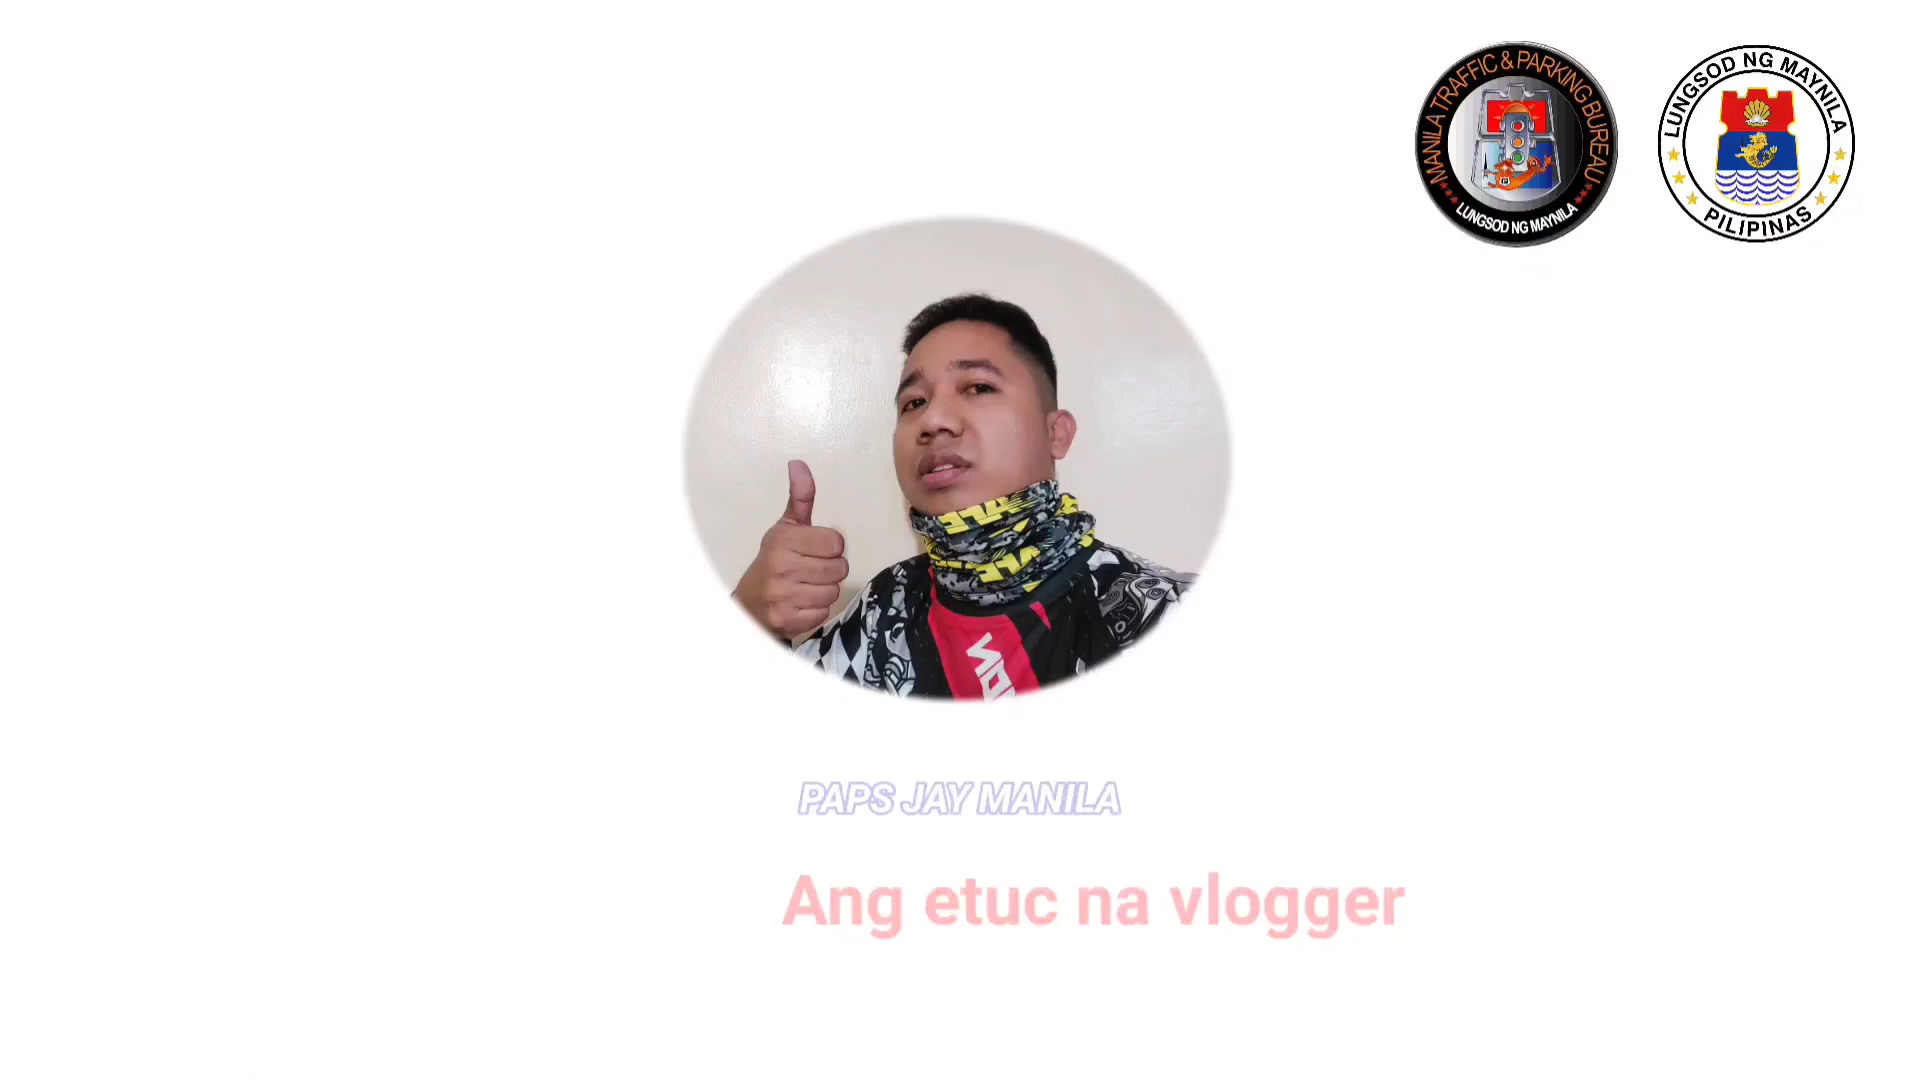 MANILA TRAFFIC & PARKING BUREAU
LUNGSOD NG MAYNILA
LUNGSOD NG MAYNILA
PILIPINAS
PAPS JAY MANILA
Ang etuc na vlogger